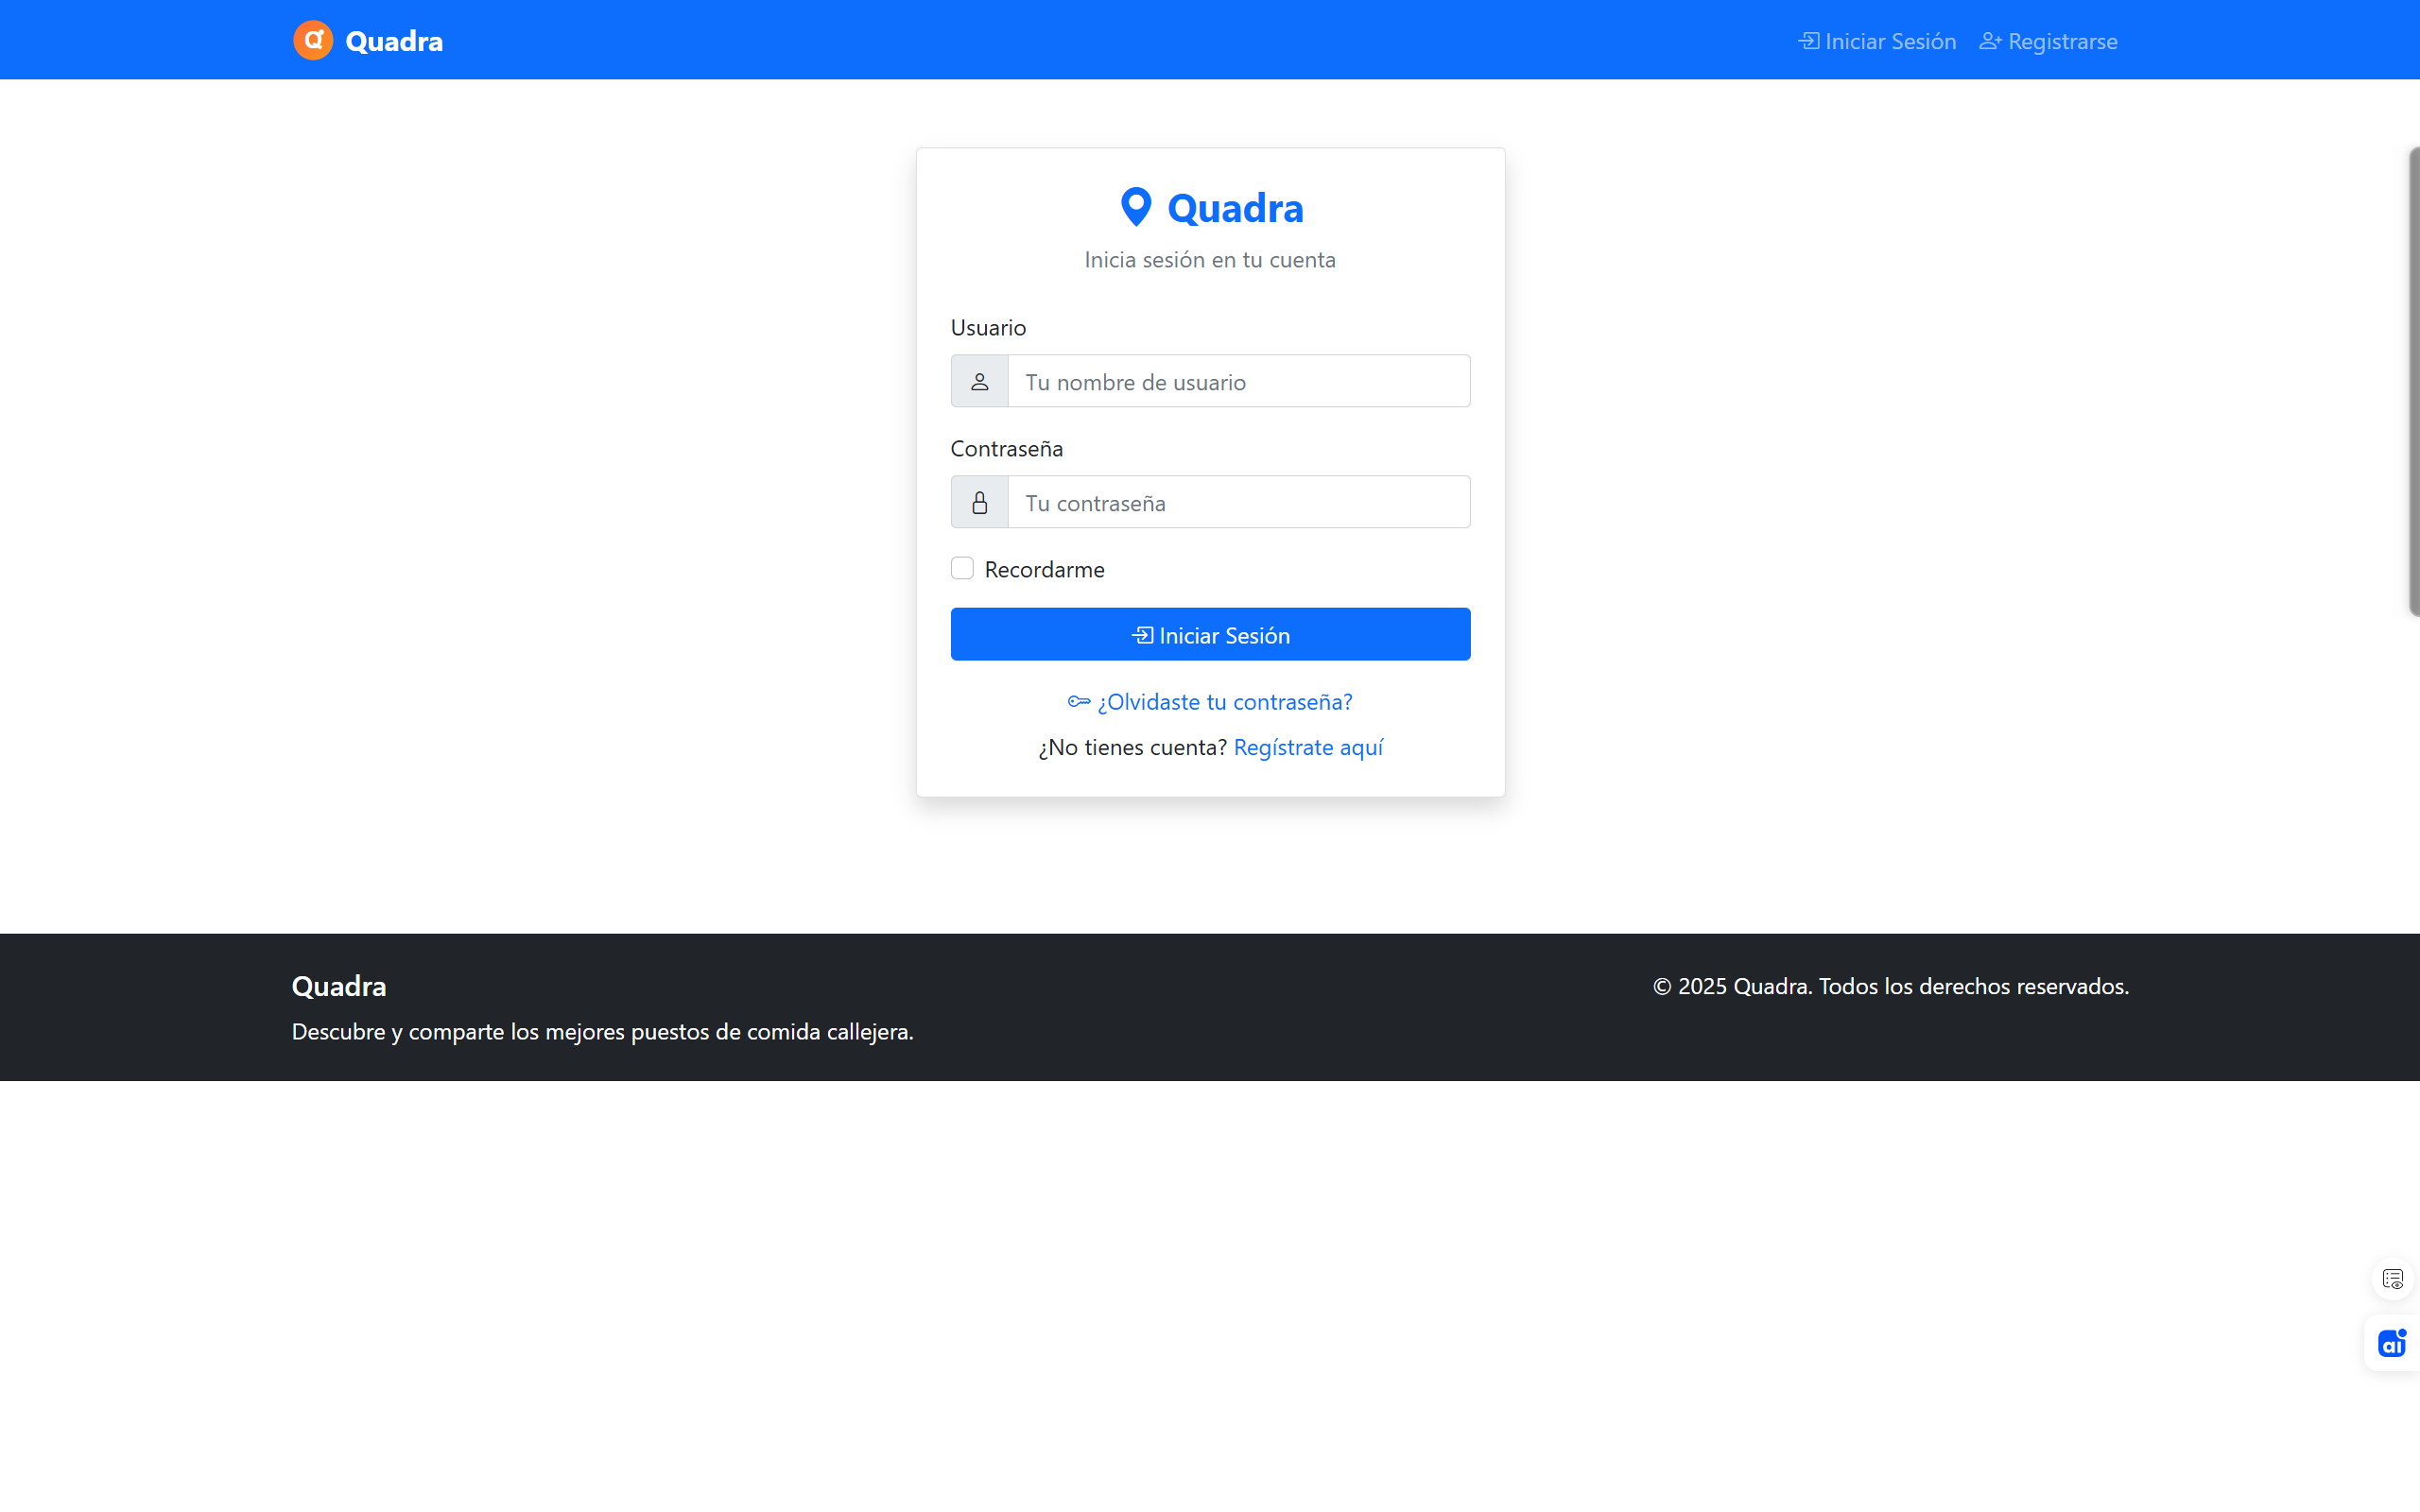 Quadra
Iniciar Sesión
Registrarse
Quadra
Inicia sesión en tu cuenta
Usuario
Tu nombre de usuario
Contraseña
Tu contraseña
Recordarme
Iniciar Sesión
¿Olvidaste tu contraseña?
¿No tienes cuenta? Regístrate aquí
Quadra
© 2025 Quadra. Todos los derechos reservados.
Descubre y comparte los mejores puestos de comida callejera.
ai